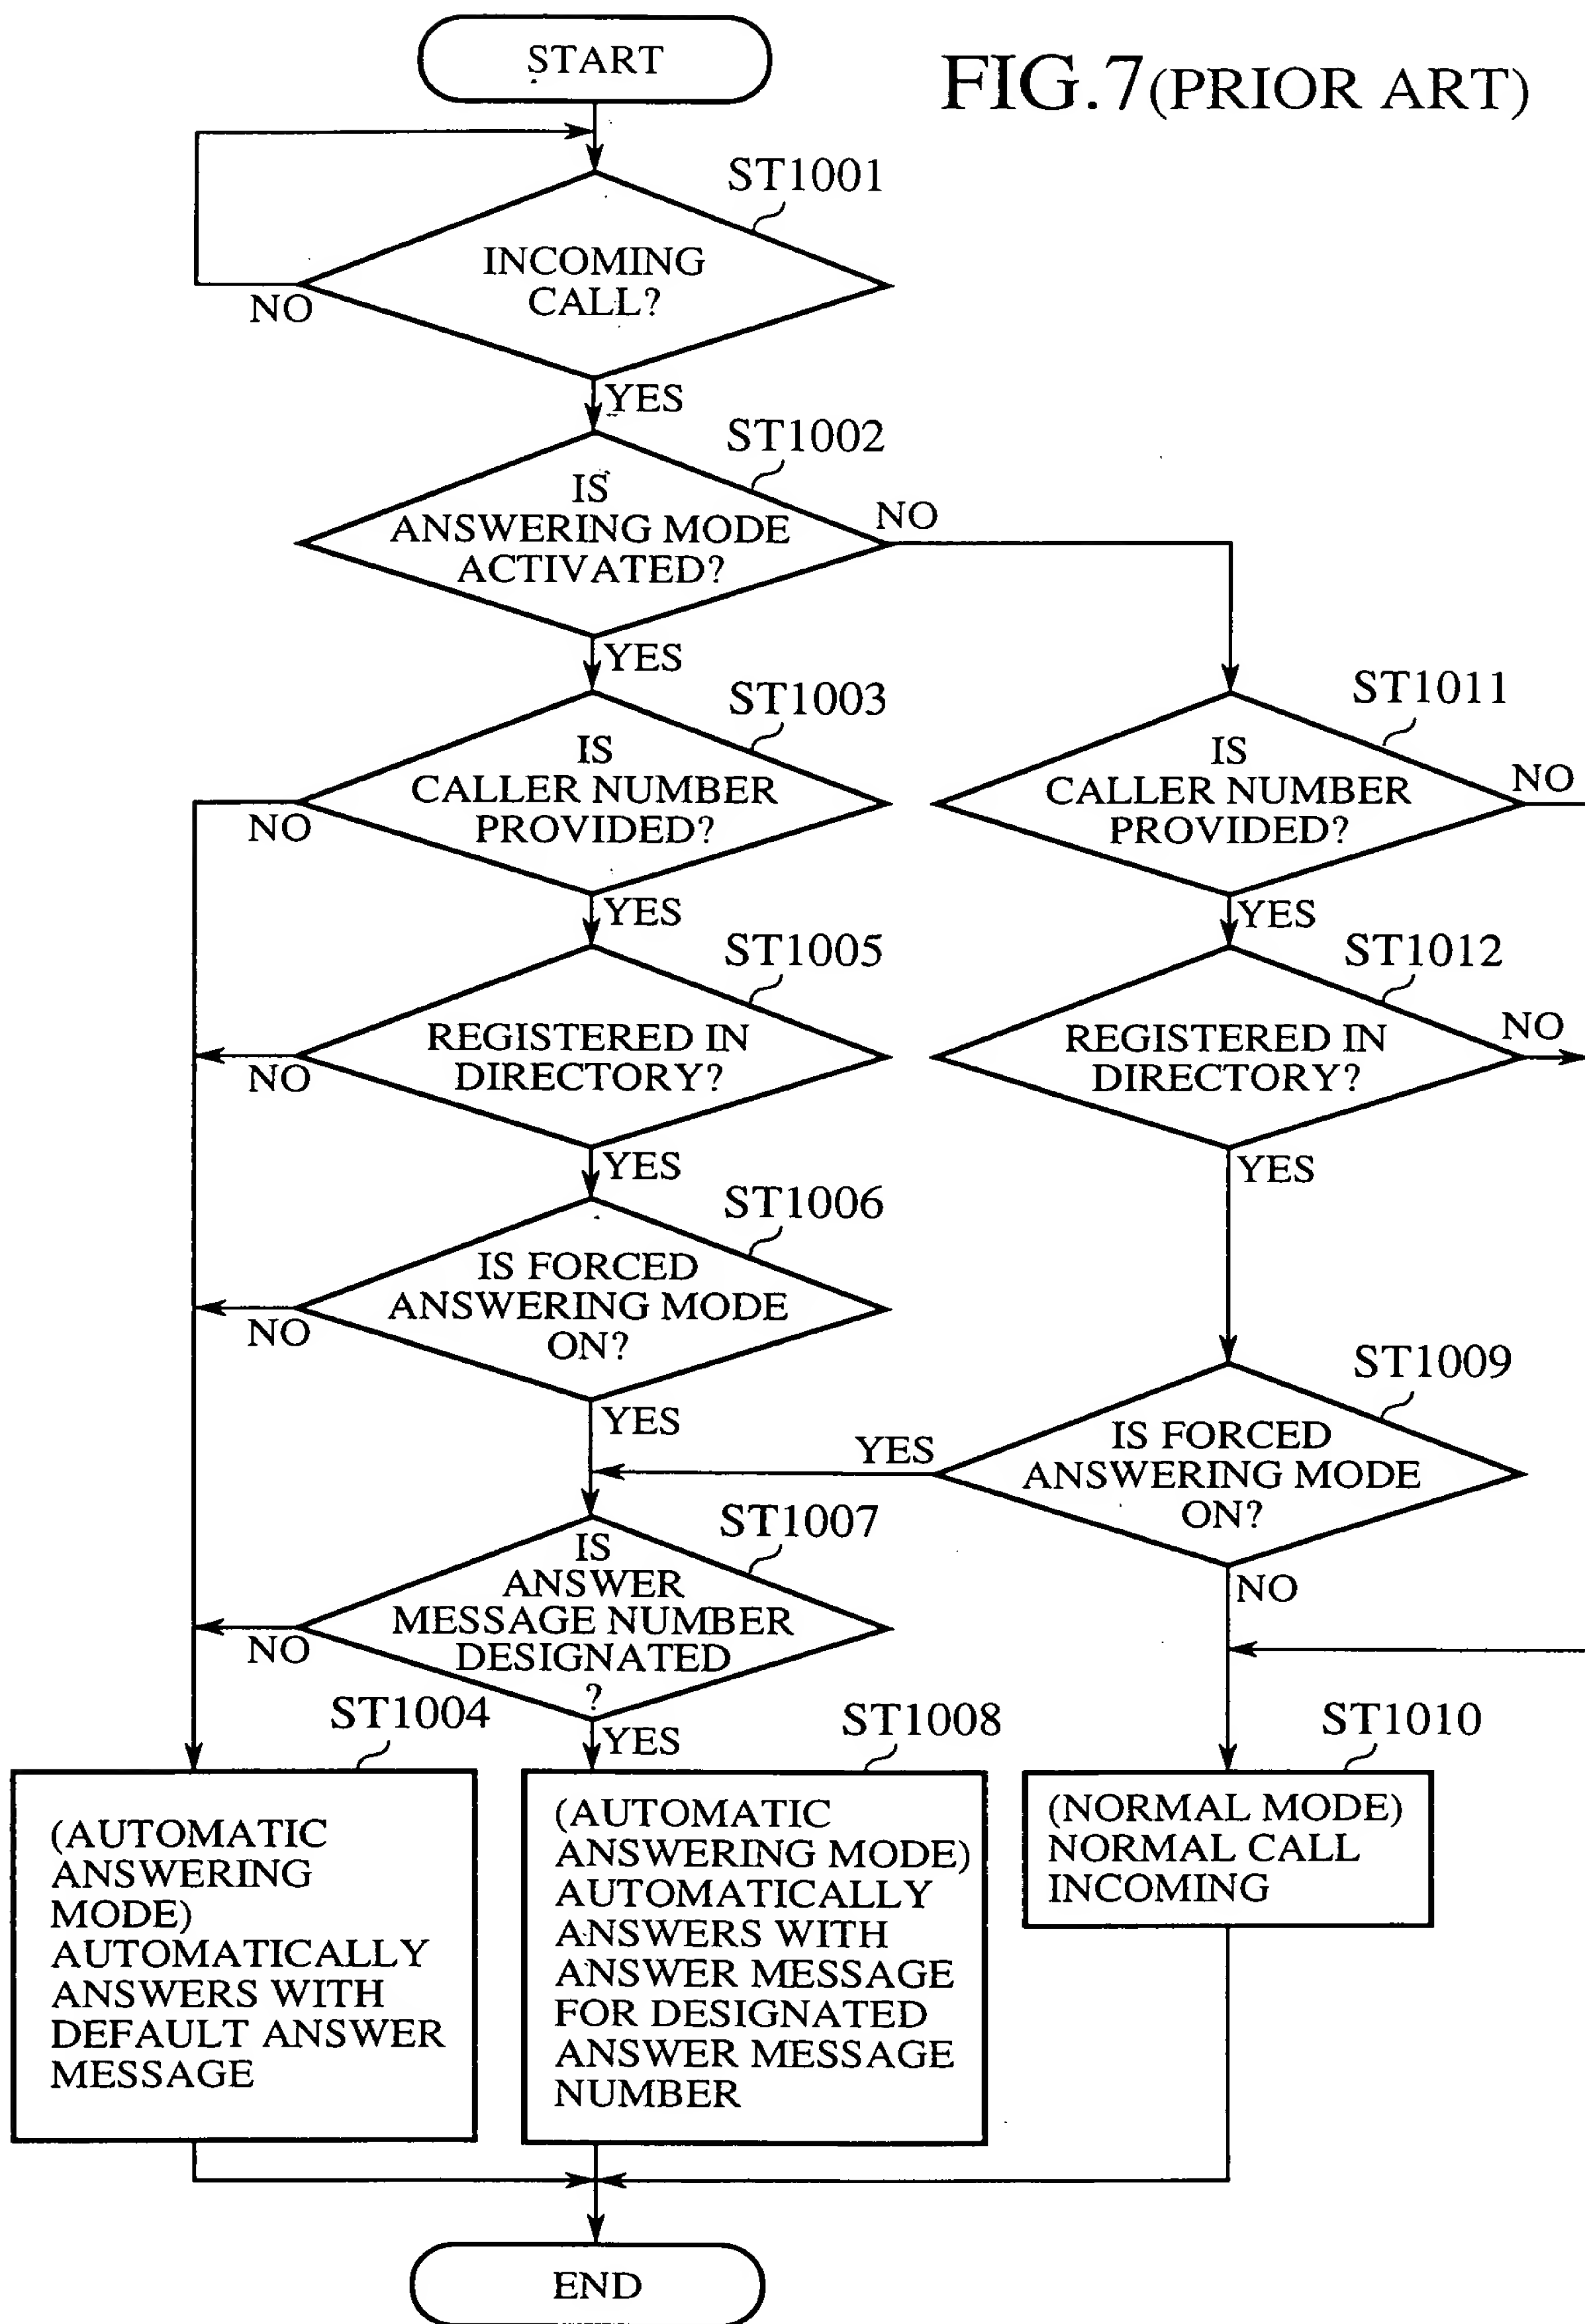 START
FIG.7(PRIOR ART)
ST1001
INCOMING
CALL?
NO
YES
ST1002
IS
ANSWERING MODE
ACTIVATED?
NO
YES
ST1003
IS
CALLER NUMBER
PROVIDED?
NO
YES
ST1011
IS
CALLER NUMBER
PROVIDED?
NO
YES
ST1005
REGISTERED IN
DIRECTORY?
NO
YES
ST1012
REGISTERED IN
DIRECTORY?
NO
YES
ST1006
IS FORCED
ANSWERING MODE
ON?
NO
YES
ST1009
IS FORCED
ANSWERING MODE
ON?
YES
NO
ST1007
IS
ANSWER
MESSAGE NUMBER
DESIGNATED
?
NO
YES
ST1004
(AUTOMATIC
ANSWERING
MODE)
AUTOMATICALLY
ANSWERS WITH
DEFAULT ANSWER
MESSAGE
ST1008
(AUTOMATIC
ANSWERING MODE)
AUTOMATICALLY
ANSWERS WITH
ANSWER MESSAGE
FOR DESIGNATED
ANSWER MESSAGE
NUMBER
ST1010
(NORMAL MODE)
NORMAL CALL
INCOMING
END